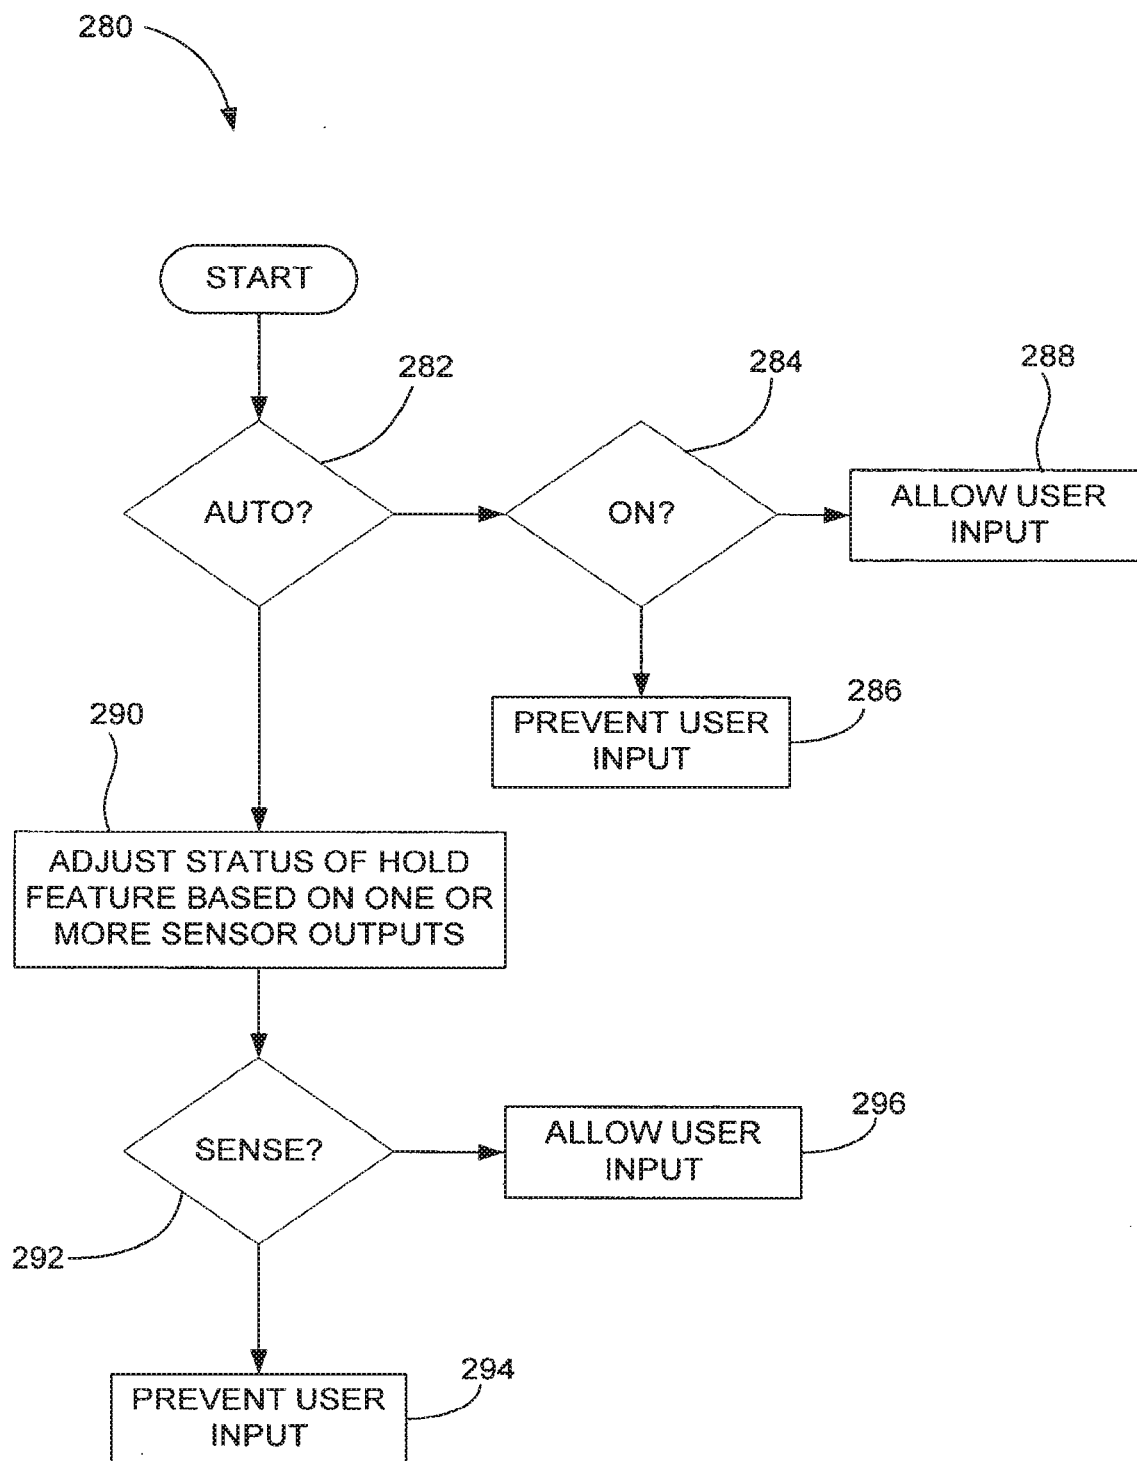 280
START
282
284
288
AUTO?
ON?
ALLOW USER
INPUT
286
PREVENT USER
INPUT
290
ADJUST STATUS OF HOLD
FEATURE BASED ON ONE OR
MORE SENSOR OUTPUTS
296
SENSE?
ALLOW USER
INPUT
292
294
PREVENT USER
INPUT